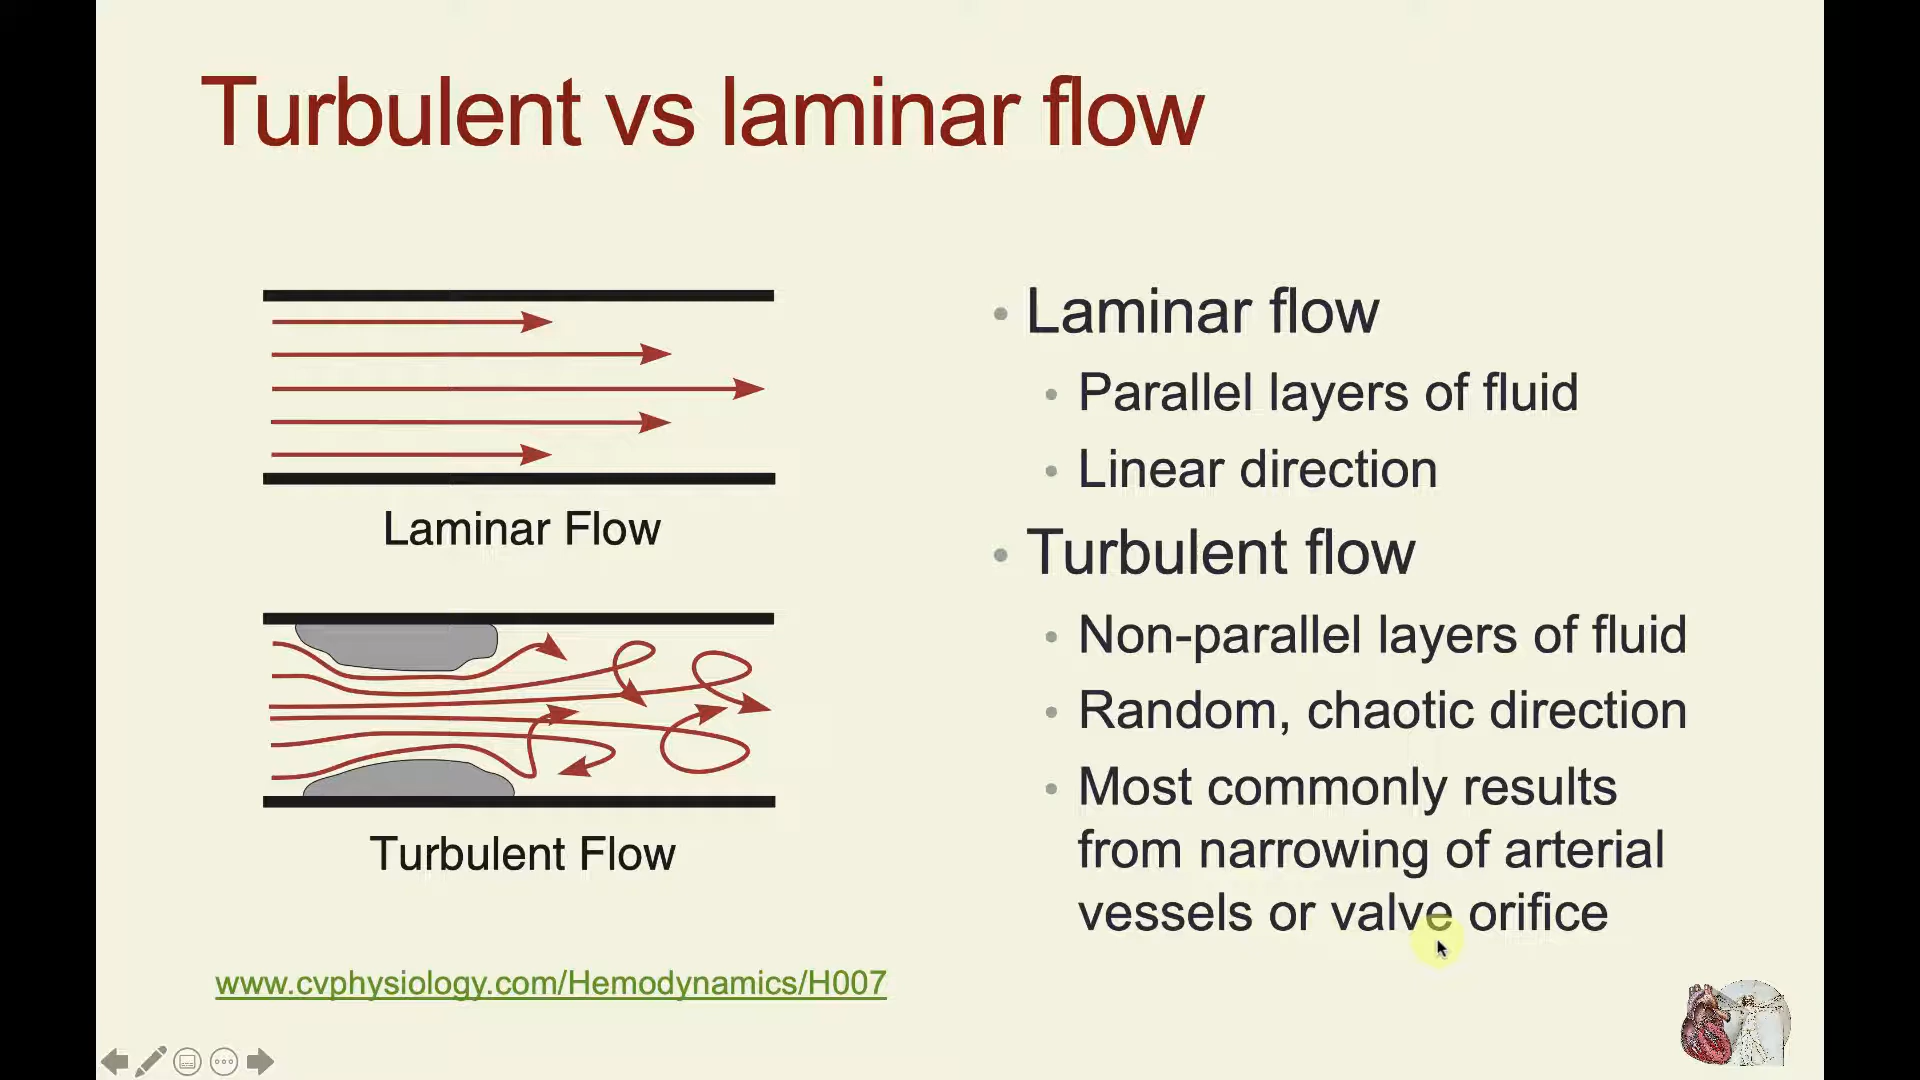 Turbulent vs laminar flow
Laminar Flow
Turbulent Flow
www.cvphysiology.com/Hemodynamics/H007
Laminar flow
Parallel layers of fluid
Linear direction
Turbulent flow
Non-parallel layers of fluid
Random, chaotic direction
Most commonly results
from narrowing of arterial
vessels or valve orifice